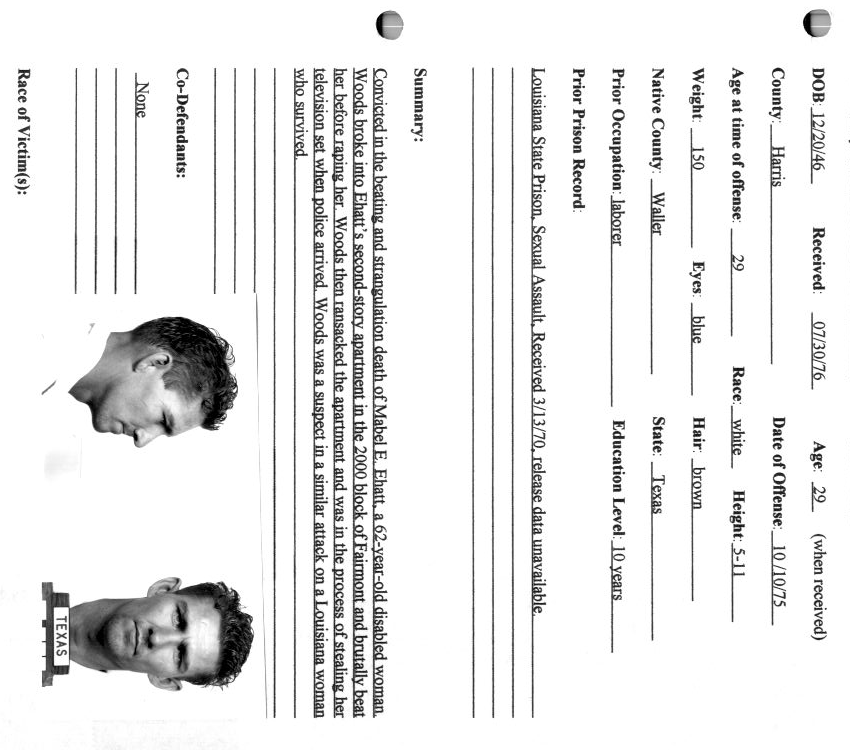 DOB: 12/20/46 Received: 07/30/76 Age: 29 (when received)
County: Harris Date of Offense: 10 /10/75
Age at time of offense: 29 Race: white Height: 5-11
Weight: 150 Eyes: blue Hair: brown
Native County: Waller State: Texas
Prior Occupation: laborer Education Level: 10 years
Prior Prison Record:
Louisiana State Prison, Sexual Assault, Received 3/13/70, release data unavailable.
Summary:
Convicted in the beating and strangulation death of Mabel E. Ehatt, a 62-year-old disabled woman.
Woods broke into Ehatt's second-story apartment in the 2000 block of Fairmont and brutally beat
her before raping her. Woods then ransacked the apartment and was in the process of stealing her
television set when police arrived. Woods was a suspect in a similar attack on a Louisiana woman
who survived.
Co-Defendants:
None
Race of Victim(s):
TEXAS